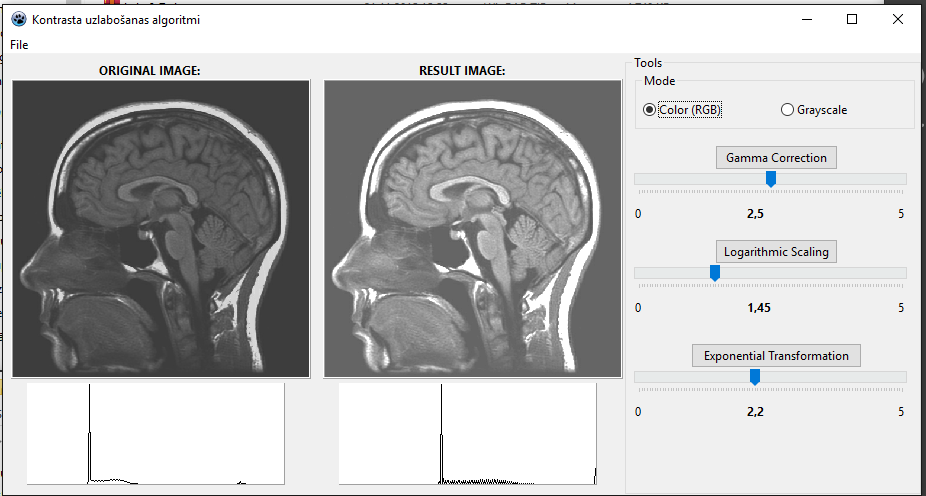 Kontrasta uzlabošanas algoritmi
File
ORIGINAL IMAGE:
RESULT IMAGE:
Tools
Mode
Color (RGB)
Grayscale
Gamma Correction
0 2,5 5
Logarithmic Scaling
0 1,45 5
Exponential Transformation
0 2,2 5